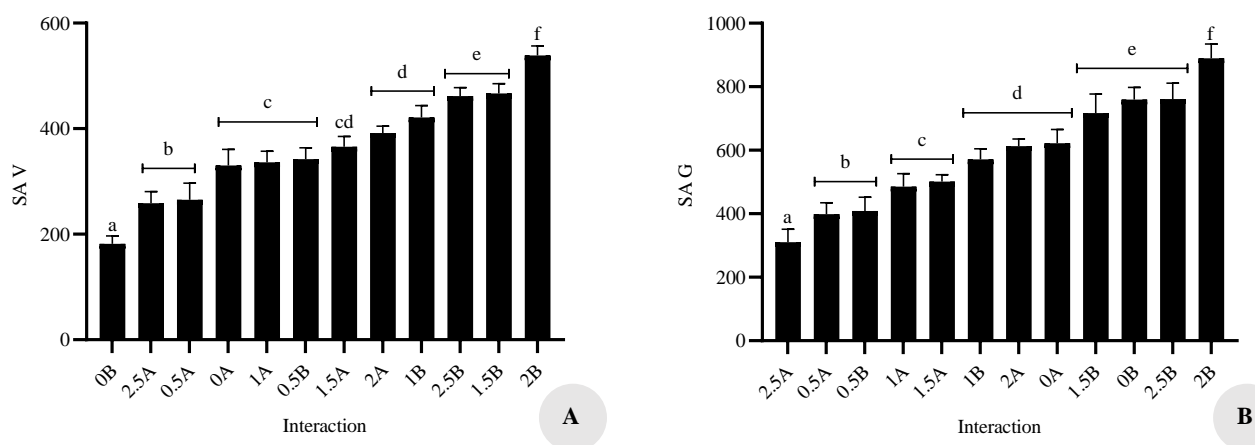 600
400
200
0
SA V
a
b
c
cd
d
e
f
0B 2.5A 0.5A 0A 1A 0.5B 1.5A 2A 1B 2.5B 1.5B 2B
Interaction
A
1000
800
600
400
200
0
SA G
a
b
c
d
e
f
2.5A 0.5A 0.5B 1A 1.5A 1B 2A 0A 1.5B 0B 2.5B 2B
Interaction
B